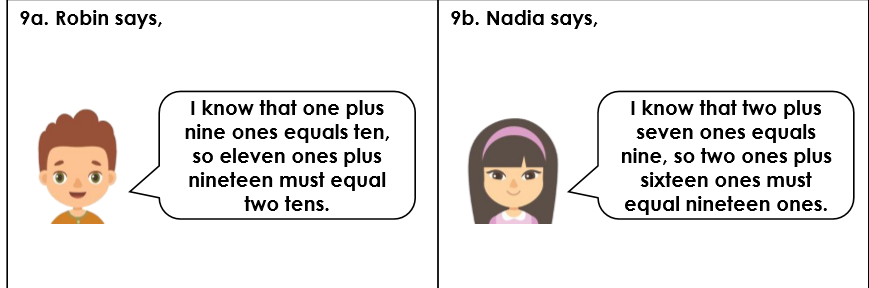 9a. Robin says,
I know that one plus
nine ones equals ten,
so eleven ones plus
nineteen must equal
two tens.
9b. Nadia says,
I know that two plus
seven ones equals
nine, so two ones plus
sixteen ones must
equal nineteen ones.